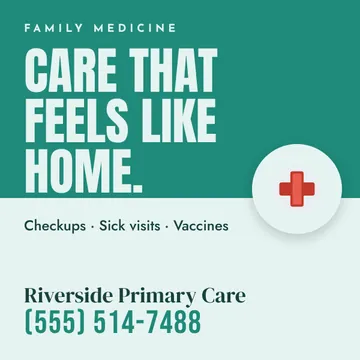 FAMILY MEDICINE
CARE THAT
FEELS LIKE
HOME.
Checkups · Sick visits · Vaccines
Riverside Primary Care
(555) 514-7488